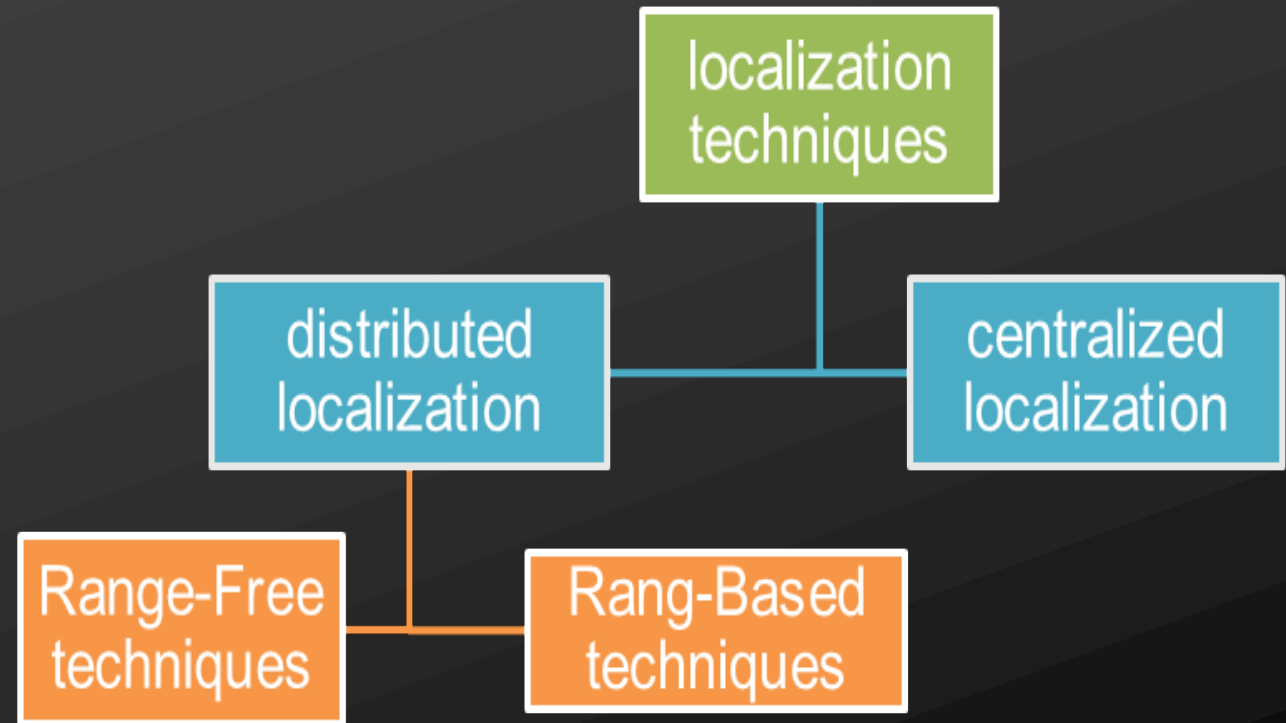 localization
techniques
distributed
localization
centralized
localization
Range-Free
techniques
Rang-Based
techniques